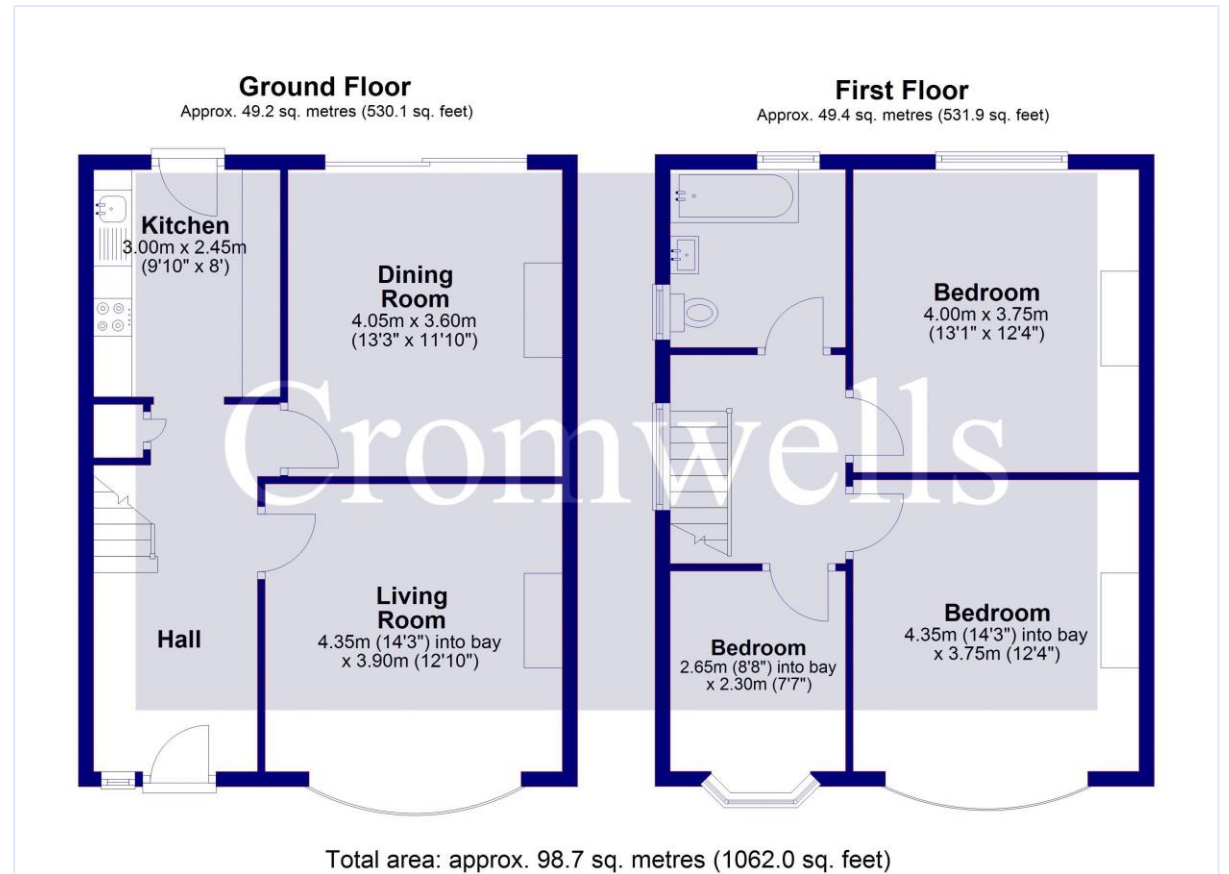 Ground Floor
Approx. 49.2 sq. metres (530.1 sq. feet)
Kitchen
3.00m x 2.45m
(9'10" x 8')
Dining
Room
4.05m x 3.60m
(13'3" x 11'10")
Living
Room
4.35m (14'3") into bay
x 3.90m (12'10")
Hall
First Floor
Approx. 49.4 sq. metres (531.9 sq. feet)
Bedroom
4.00m x 3.75m
(13'1" x 12'4")
Bedroom
4.35m (14'3") into bay
x 3.75m (12'4")
Bedroom
2.65m (8'8") into bay
x 2.30m (7'7")
Cromwells
Total area: approx. 98.7 sq. metres (1062.0 sq. feet)